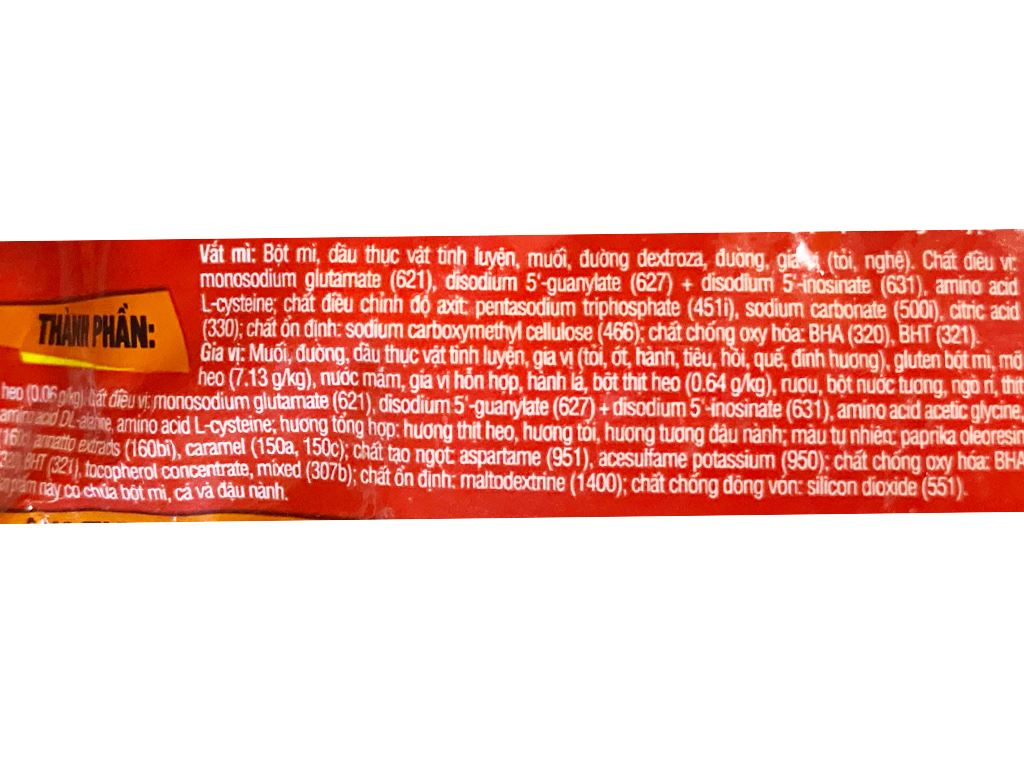 THÀNH PHẦN:
Vắt mì: Bột mì, dầu thực vật tinh luyện, muối, đường dextroza, đường, gia vị (tỏi, nghệ). Chất điều vị:
monosodium glutamate (621), disodium 5'-guanylate (627) + disodium 5'-inosinate (631), amino acid
L-cysteine; chất điều chỉnh độ axit: pentasodium triphosphate (451i), sodium carbonate (500i), citric acid
(330); chất ổn định: sodium carboxymethyl cellulose (466); chất chống oxy hóa: BHA (320), BHT (321).
Gia vị: Muối, đường, dầu thực vật tinh luyện, gia vị (tỏi, ớt, hành, tiêu, hồi, quế, đinh hương), gluten bột mì, mỡ
heo (7.13 g/kg), nước mắm, gia vị hỗn hợp, hành lá, bột thịt heo (0.64 g/kg), rượu, bột nước tương, ngò rí, thịt
heo (0.06 g/kg), chất điều vị: monosodium glutamate (621), disodium 5'-guanylate (627) + disodium 5'-inosinate (631), amino acid acetic glycine,
amino acid DL-alanine, amino acid L-cysteine; hương tổng hợp: hương thịt heo, hương tỏi, hương tương đậu nành; màu tự nhiên: paprika oleoresin
annatto extracts (160bi), caramel (150a, 150c); chất tạo ngọt: aspartame (951), acesulfame potassium (950); chất chống oxy hóa: BHA
BHT (321), tocopherol concentrate, mixed (307b); chất ổn định: maltodextrine (1400); chất chống đông vón: silicon dioxide (551).
phẩm này có chứa bột mì, cá và đậu nành.